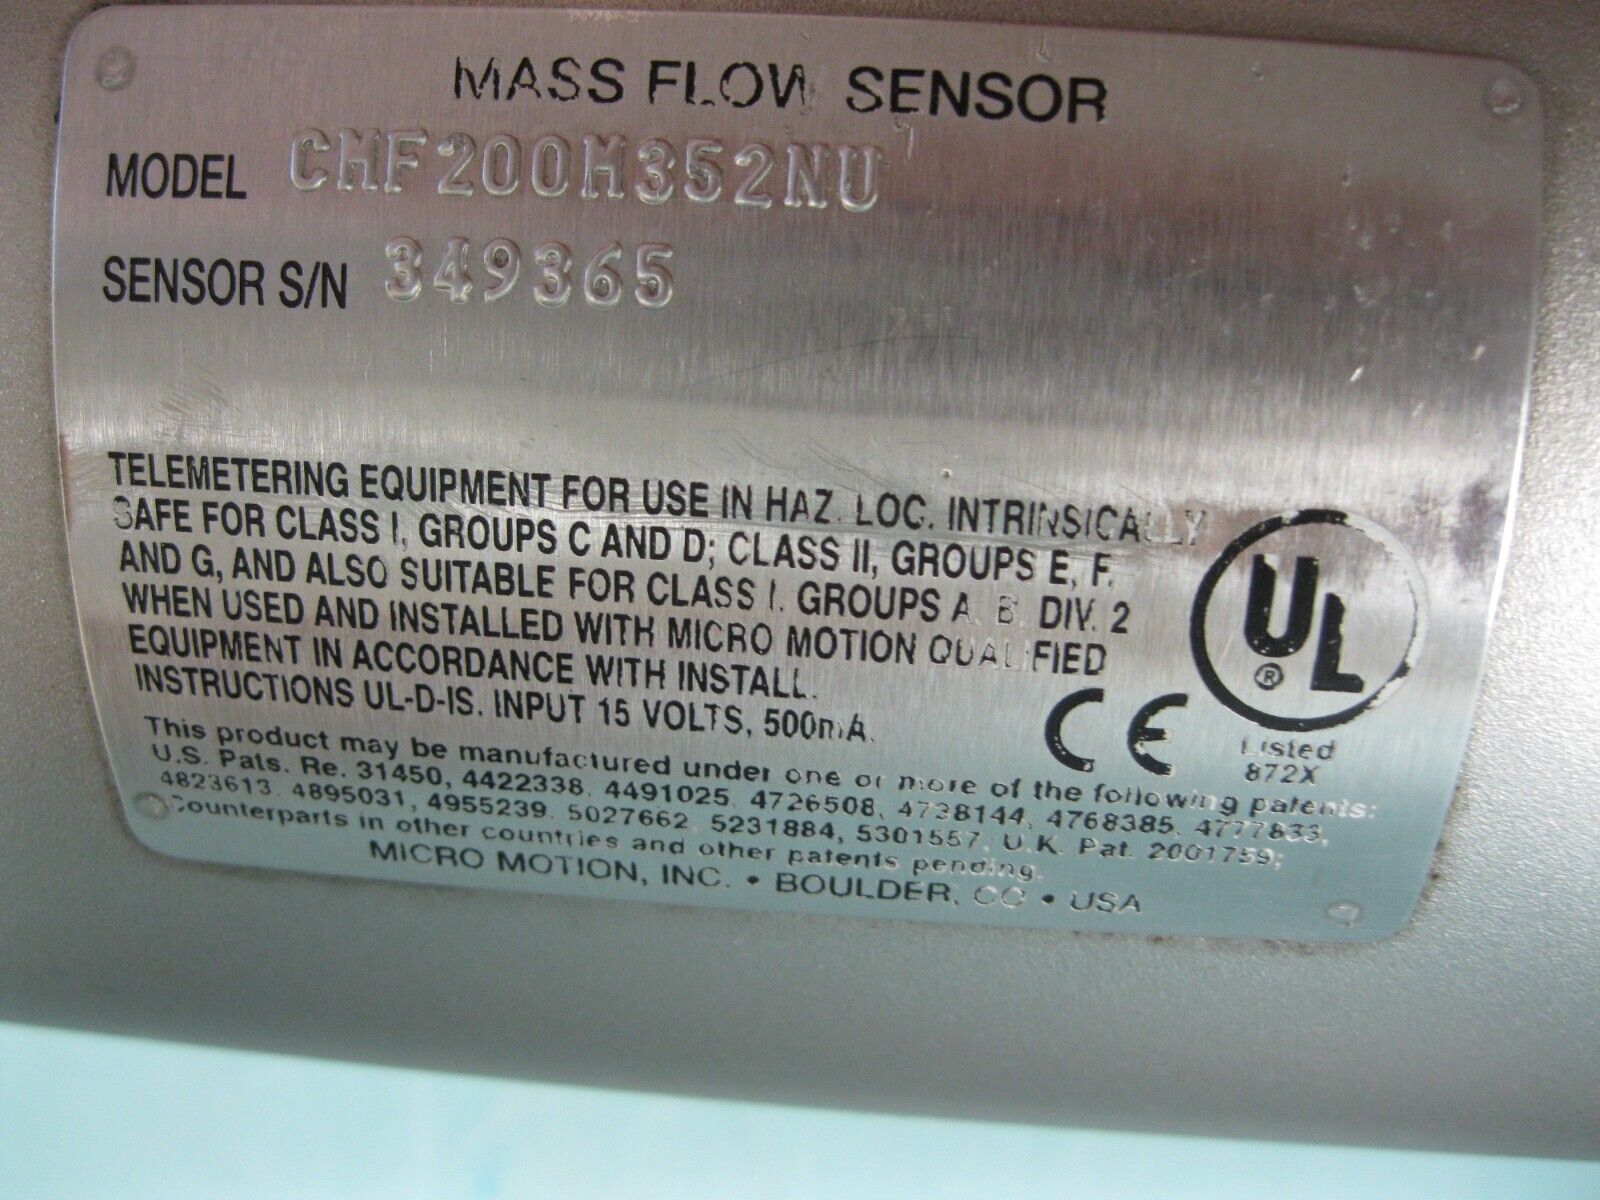 MASS FLOW SENSOR
MODEL CMF200M352NU
SENSOR S/N 349365
TELEMETERING EQUIPMENT FOR USE IN HAZ. LOC. INTRINSICALLY
SAFE FOR CLASS I, GROUPS C AND D; CLASS II, GROUPS E, F,
AND G, AND ALSO SUITABLE FOR CLASS I. GROUPS A, B, DIV. 2
WHEN USED AND INSTALLED WITH MICRO MOTION QUALIFIED
EQUIPMENT IN ACCORDANCE WITH INSTALL.
INSTRUCTIONS UL-D-IS. INPUT 15 VOLTS, 500mA.
CE
UL
®
Listed
872X
This product may be manufactured under one or more of the following patents:
U.S. Pats. Re. 31450, 4422338, 4491025, 4726508, 4738144, 4768385, 4777833,
4823613, 4895031, 4955239, 5027662, 5231884, 5301557, U.K. Pat. 2001759;
Counterparts in other countries and other patents pending.
MICRO MOTION, INC. • BOULDER, CO • USA